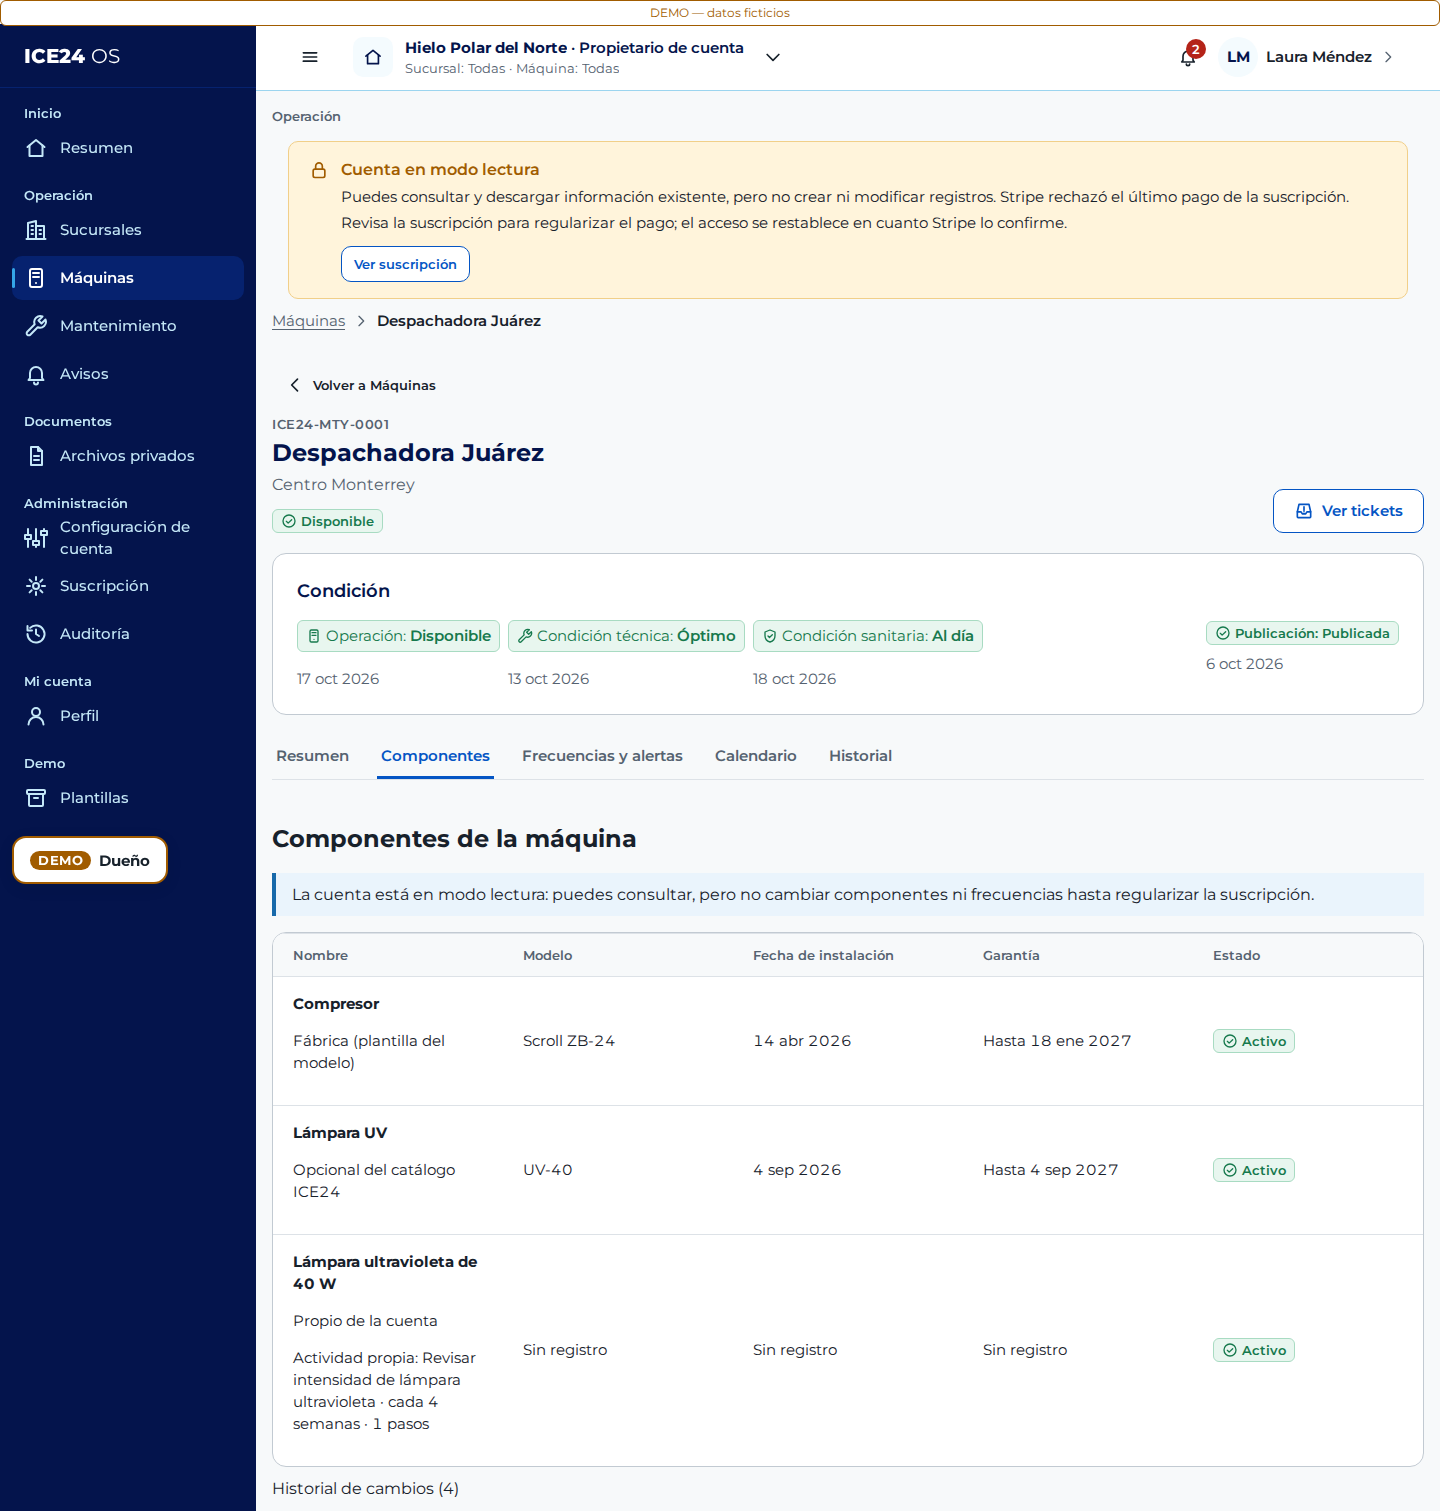 DEMO — datos ficticios
ICE24 OS
Inicio
Resumen
Operación
Sucursales
Máquinas
Mantenimiento
Avisos
Documentos
Archivos privados
Administración
Configuración de
cuenta
Suscripción
Auditoría
Mi cuenta
Perfil
Demo
Plantillas
DEMO Dueño
Hielo Polar del Norte · Propietario de cuenta
Sucursal: Todas · Máquina: Todas
2
LM Laura Méndez
Operación
Cuenta en modo lectura
Puedes consultar y descargar información existente, pero no crear ni modificar registros. Stripe rechazó el último pago de la suscripción.
Revisa la suscripción para regularizar el pago; el acceso se restablece en cuanto Stripe lo confirme.
Ver suscripción
Máquinas > Despachadora Juárez
Volver a Máquinas
ICE24-MTY-0001
Despachadora Juárez
Centro Monterrey
Disponible
Ver tickets
Condición
Operación: Disponible Condición técnica: Óptimo Condición sanitaria: Al día Publicación: Publicada
17 oct 2026 13 oct 2026 18 oct 2026 6 oct 2026
Resumen Componentes Frecuencias y alertas Calendario Historial
Componentes de la máquina
La cuenta está en modo lectura: puedes consultar, pero no cambiar componentes ni frecuencias hasta regularizar la suscripción.
Nombre Modelo Fecha de instalación Garantía Estado
Compresor
Fábrica (plantilla del
modelo)
Scroll ZB-24 14 abr 2026 Hasta 18 ene 2027 Activo
Lámpara UV
Opcional del catálogo
ICE24
UV-40 4 sep 2026 Hasta 4 sep 2027 Activo
Lámpara ultravioleta de
40 W
Propio de la cuenta
Actividad propia: Revisar
intensidad de lámpara
ultravioleta · cada 4
semanas · 1 pasos
Sin registro Sin registro Sin registro Activo
Historial de cambios (4)